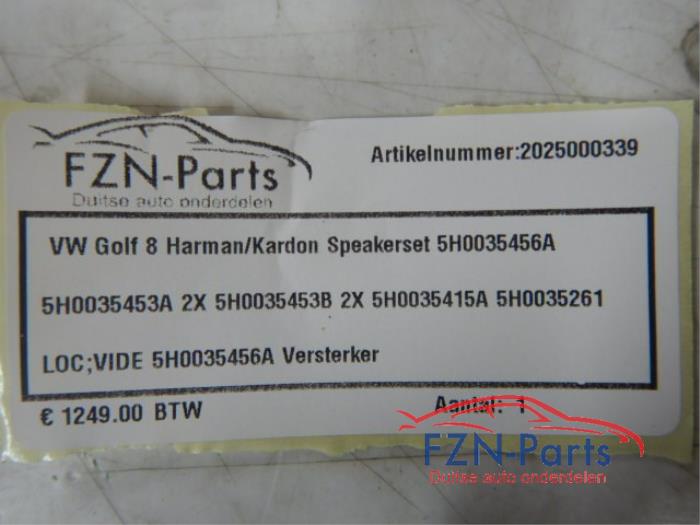 Artikelnummer:2025000339
FZN-Parts
Duitse auto onderdelen
VW Golf 8 Harman/Kardon Speakerset 5H0035456A
5H0035453A 2X 5H0035453B 2X 5H0035415A 5H0035261
LOC;VIDE 5H0035456A Versterker
€ 1249.00 BTW
Aantal: 1
FZN-Parts
Duitse auto onderdelen